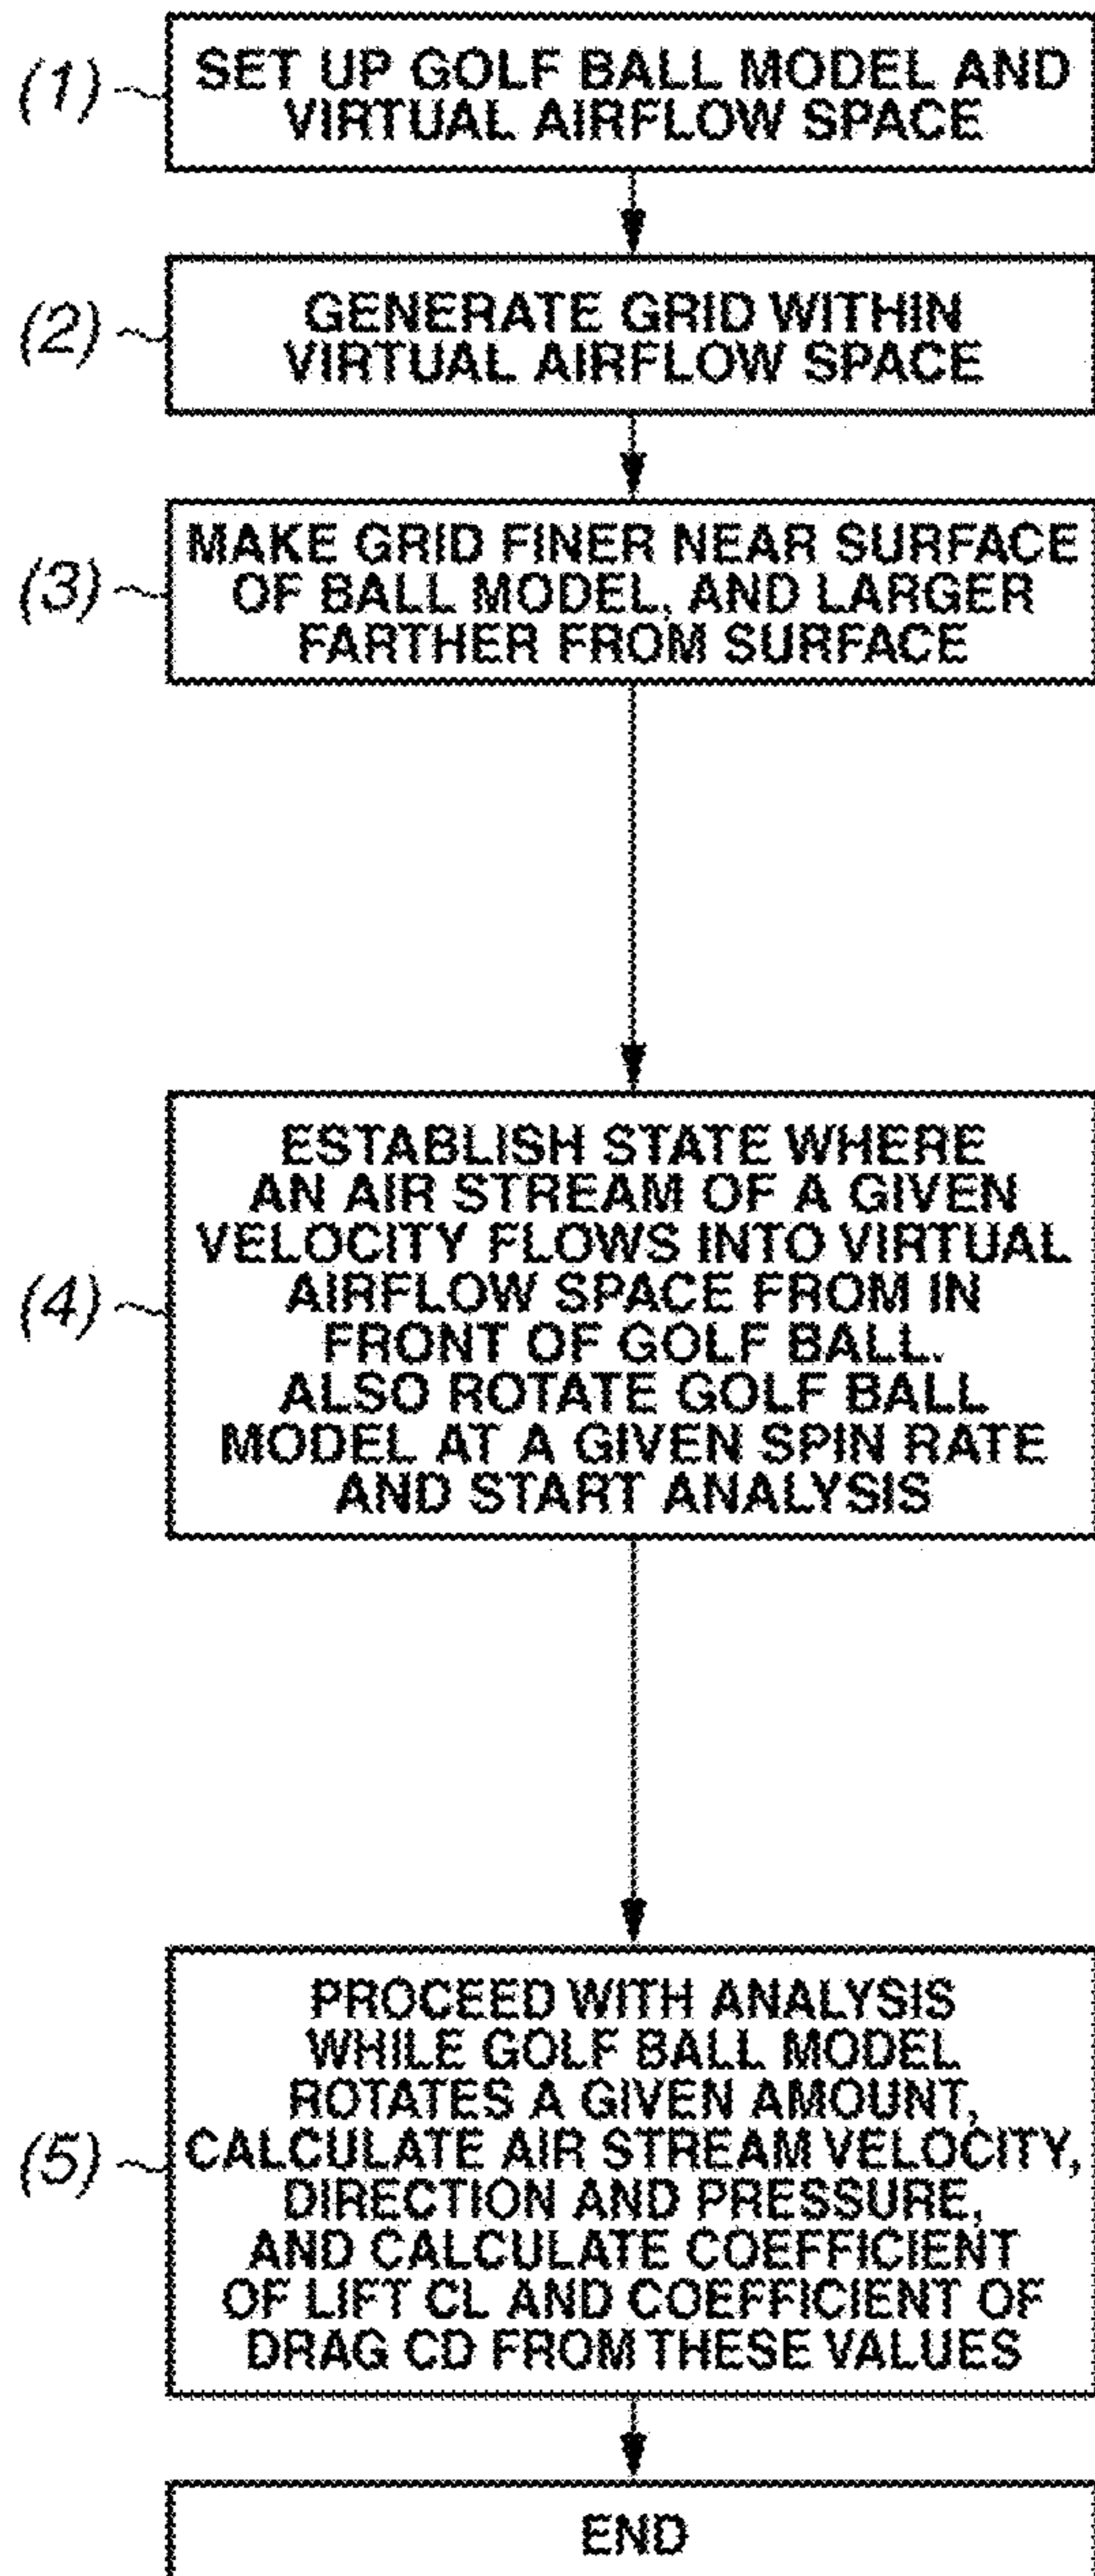 (1)
SET UP GOLF BALL MODEL AND
VIRTUAL AIRFLOW SPACE
(2)
GENERATE GRID WITHIN
VIRTUAL AIRFLOW SPACE
(3)
MAKE GRID FINER NEAR SURFACE
OF BALL MODEL, AND LARGER
FARTHER FROM SURFACE
(4)
ESTABLISH STATE WHERE
AN AIR STREAM OF A GIVEN
VELOCITY FLOWS INTO VIRTUAL
AIRFLOW SPACE FROM IN
FRONT OF GOLF BALL.
ALSO ROTATE GOLF BALL
MODEL AT A GIVEN SPIN RATE
AND START ANALYSIS
(5)
PROCEED WITH ANALYSIS
WHILE GOLF BALL MODEL
ROTATES A GIVEN AMOUNT,
CALCULATE AIR STREAM VELOCITY,
DIRECTION AND PRESSURE,
AND CALCULATE COEFFICIENT
OF LIFT CL AND COEFFICIENT OF
DRAG CD FROM THESE VALUES
END